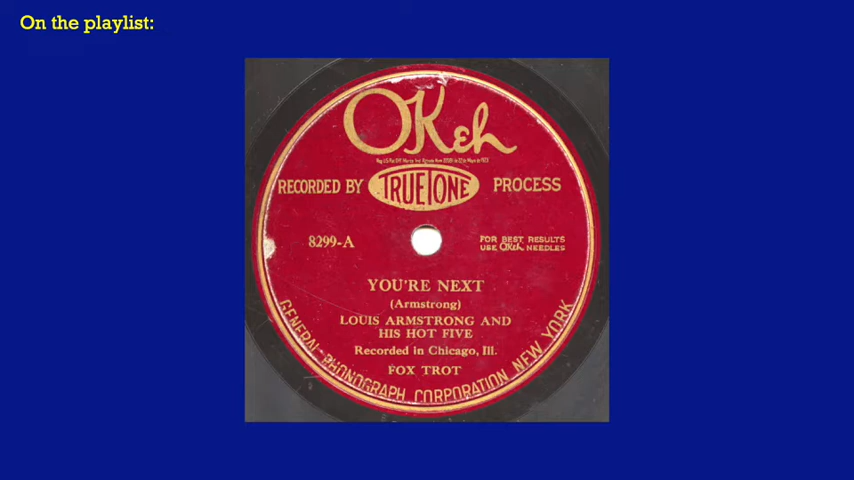 On the playlist:
OKeh
RECORDED BY TRUETONE PROCESS
8299-A
FOR BEST RESULTS
USE OKeh NEEDLES
YOU'RE NEXT
(Armstrong)
LOUIS ARMSTRONG AND
HIS HOT FIVE
Recorded in Chicago, Ill.
FOX TROT
GENERAL PHONOGRAPH CORPORATION NEW YORK